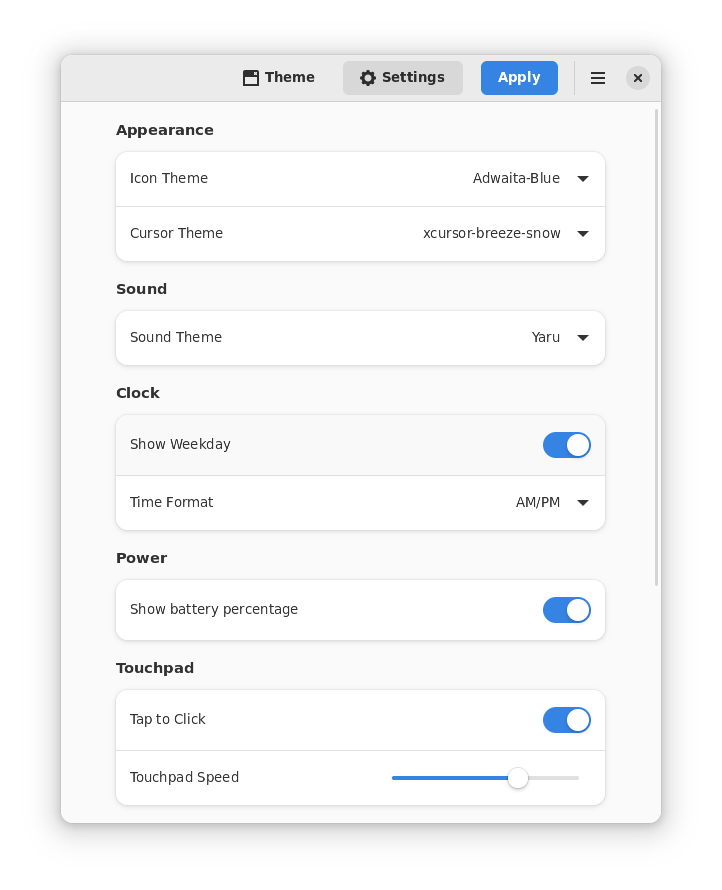 Theme Settings Apply
Appearance
Icon Theme Adwaita-Blue
Cursor Theme xcursor-breeze-snow
Sound
Sound Theme Yaru
Clock
Show Weekday
Time Format AM/PM
Power
Show battery percentage
Touchpad
Tap to Click
Touchpad Speed